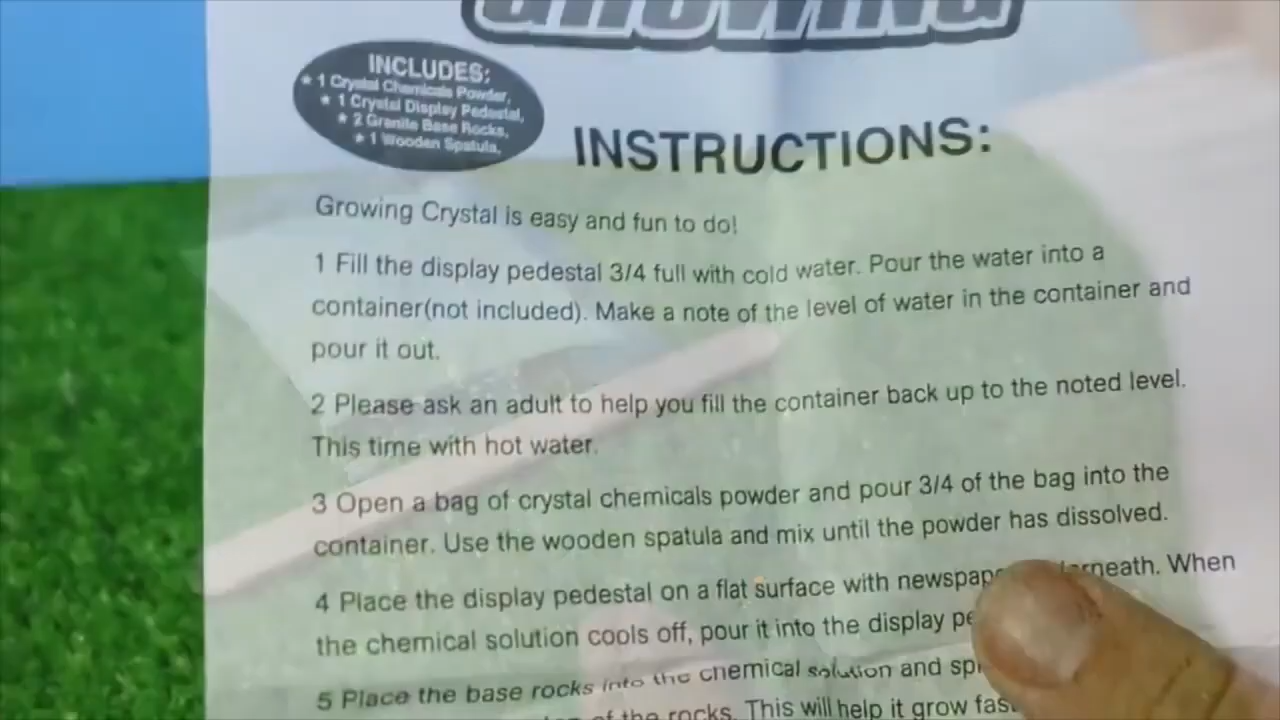 GROWING
INCLUDES:
★ 1 Crystal Chemicals Powder,
★ 1 Crystal Display Pedestal,
★ 2 Granite Base Rocks,
★ 1 Wooden Spatula,
INSTRUCTIONS:
Growing Crystal is easy and fun to do!
1 Fill the display pedestal 3/4 full with cold water. Pour the water into a
container(not included). Make a note of the level of water in the container and
pour it out.
2 Please ask an adult to help you fill the container back up to the noted level.
This time with hot water.
3 Open a bag of crystal chemicals powder and pour 3/4 of the bag into the
container. Use the wooden spatula and mix until the powder has dissolved.
4 Place the display pedestal on a flat surface with When
the chemical solution cools off, pour it into the display
5 Place the base rocks into the chemical solution and
of the rocks. This will help it grow